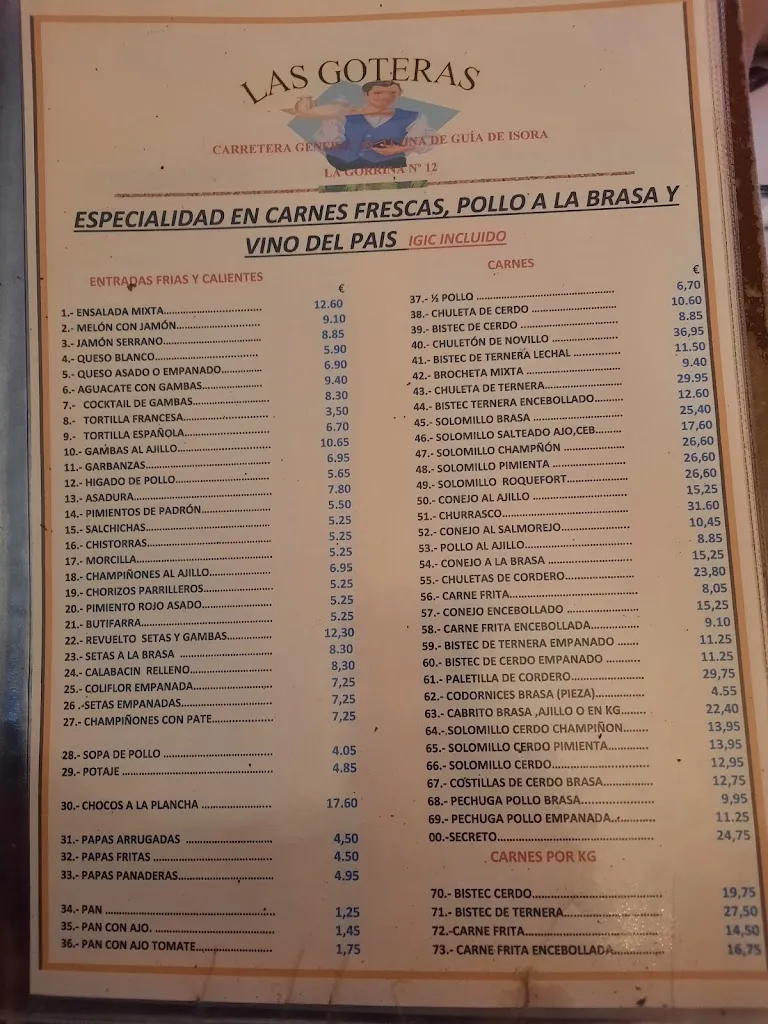 LAS GOTERAS
CARRETERA DE GUÍA DE ISORA
LA GORRINA Nº 12
ESPECIALIDAD EN CARNES FRESCAS, POLLO A LA BRASA Y
VINO DEL PAIS IGIC INCLUIDO
ENTRADAS FRIAS Y CALIENTES
€
1.- ENSALADA MIXTA 12.60
2.- MELÓN CON JAMÓN 9.10
3.- JAMÓN SERRANO 8.85
4.- QUESO BLANCO 5.90
5.- QUESO ASADO O EMPANADO 6.90
6.- AGUACATE CON GAMBAS 9.40
7.- COCKTAIL DE GAMBAS 8.30
8.- TORTILLA FRANCESA 3,50
9.- TORTILLA ESPAÑOLA 6.70
10.- GAMBAS AL AJILLO 10.65
11.- GARBANZAS 6.95
12.- HIGADO DE POLLO 5.65
13.- ASADURA 7.80
14.- PIMIENTOS DE PADRÓN 5.50
15.- SALCHICHAS 5.25
16.- CHISTORRAS 5.25
17.- MORCILLA 5.25
18.- CHAMPIÑONES AL AJILLO 6.95
19.- CHORIZOS PARRILLEROS 5.25
20.- PIMIENTO ROJO ASADO 5.25
21.- BUTIFARRA 5.25
22.- REVUELTO SETAS Y GAMBAS 12,30
23.- SETAS A LA BRASA 8.30
24.- CALABACIN RELLENO 8,30
25.- COLIFLOR EMPANADA 7,25
26 .-SETAS EMPANADAS 7,25
27.- CHAMPIÑONES CON PATE 7,25
28.- SOPA DE POLLO 4.05
29.- POTAJE 4.85
30.- CHOCOS A LA PLANCHA 17.60
31.- PAPAS ARRUGADAS 4,50
32.- PAPAS FRITAS 4.50
33.- PAPAS PANADERAS 4.95
34.- PAN 1,25
35.- PAN CON AJO. 1,45
36.- PAN CON AJO TOMATE 1,75
CARNES
€
37.- ½ POLLO 6,70
38.- CHULETA DE CERDO 10.60
39.- BISTEC DE CERDO 8.85
40.- CHULETÓN DE NOVILLO 36,95
41.- BISTEC DE TERNERA LECHAL 11.50
42.- BROCHETA MIXTA 9.40
43.- CHULETA DE TERNERA 29.95
44.- BISTEC TERNERA ENCEBOLLADO 12.60
45.- SOLOMILLO BRASA 25,40
46.- SOLOMILLO SALTEADO AJO,CEB 17,60
47.- SOLOMILLO CHAMPÑÓN 26,60
48.- SOLOMILLO PIMIENTA 26,60
49.- SOLOMILLO ROQUEFORT 26,60
50.- CONEJO AL AJILLO 15,25
51.- CHURRASCO 31.60
52.- CONEJO AL SALMOREJO 10,45
53.- POLLO AL AJILLO 8.85
54.- CONEJO A LA BRASA 15,25
55.- CHULETAS DE CORDERO 23,80
56.- CARNE FRITA 8,05
57.- CONEJO ENCEBOLLADO 15,25
58.- CARNE FRITA ENCEBOLLADA 9.10
59.- BISTEC DE TERNERA EMPANADO 11.25
60.- BISTEC DE CERDO EMPANADO 11.25
61.- PALETILLA DE CORDERO 29,75
62.- CODORNICES BRASA (PIEZA) 4.55
63.- CABRITO BRASA ,AJILLO O EN KG 22,40
64.- SOLOMILLO CERDO CHAMPIÑON 13,95
65.- SOLOMILLO CERDO PIMIENTA 13,95
66.- SOLOMILLO CERDO 12,95
67.- COSTILLAS DE CERDO BRASA 12,75
68.- PECHUGA POLLO BRASA 9,95
69.- PECHUGA POLLO EMPANADA 11.25
00.-SECRETO 24,75
CARNES POR KG
70.- BISTEC CERDO 19,75
71.- BISTEC DE TERNERA 27,50
72.-CARNE FRITA 14,50
73.- CARNE FRITA ENCEBOLLADA 16,75